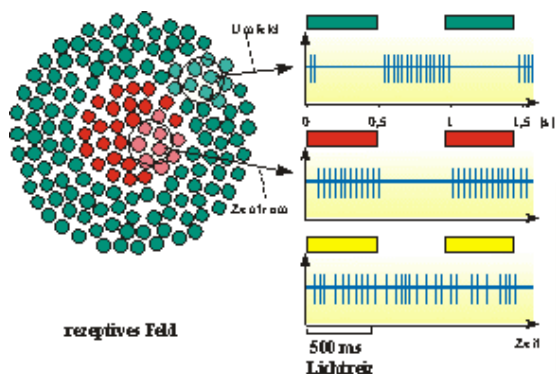 Umfeld
0 0,5 1 1,5 [s]
Zentrum
rezeptives Feld
500 ms
Lichtreiz
Zeit